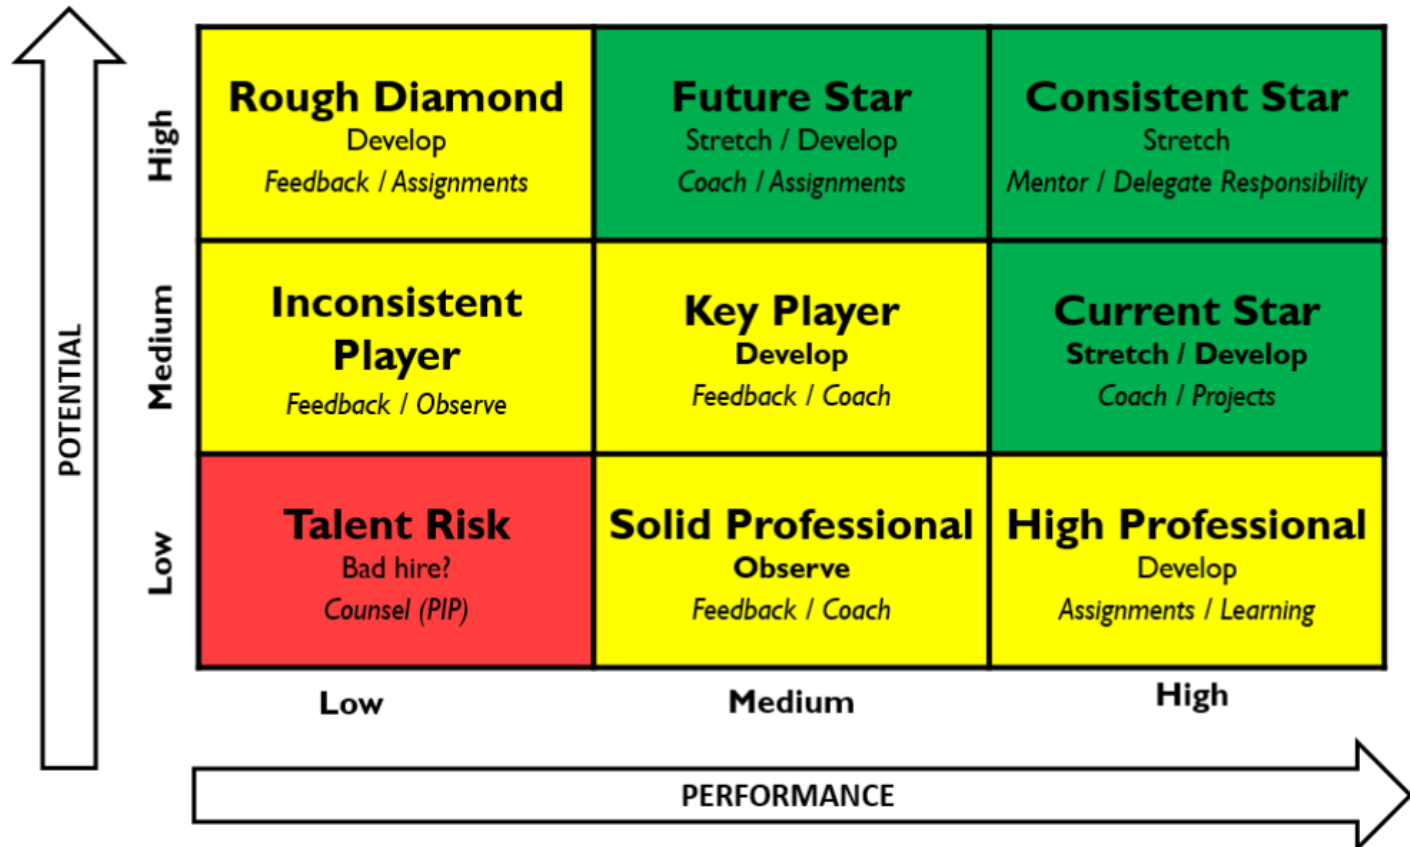 POTENTIAL
High
Rough Diamond
Develop
Feedback / Assignments
Future Star
Stretch / Develop
Coach / Assignments
Consistent Star
Stretch
Mentor / Delegate Responsibility
Medium
Inconsistent
Player
Feedback / Observe
Key Player
Develop
Feedback / Coach
Current Star
Stretch / Develop
Coach / Projects
Low
Talent Risk
Bad hire?
Counsel (PIP)
Solid Professional
Observe
Feedback / Coach
High Professional
Develop
Assignments / Learning
Low
Medium
High
PERFORMANCE